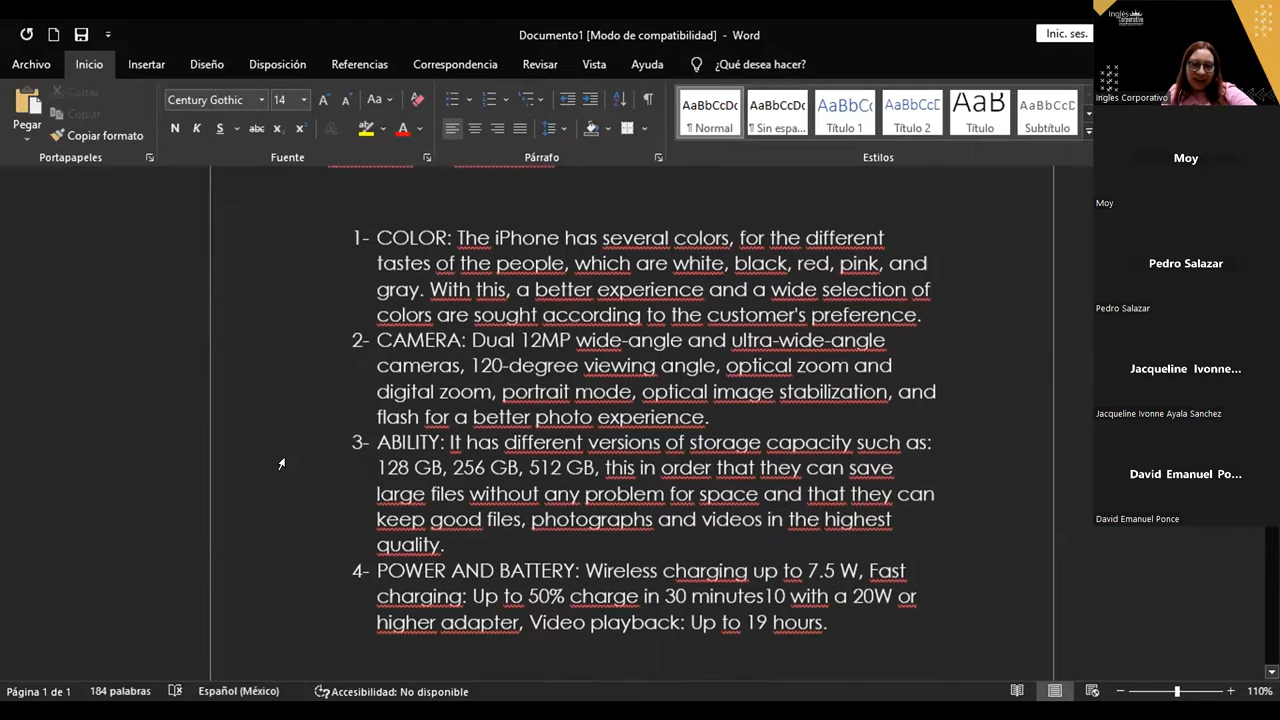 Documento1 [Modo de compatibilidad] - Word
Inic. ses.
Inglés Corporativo
Archivo Inicio Insertar Diseño Disposición Referencias Correspondencia Revisar Vista Ayuda ¿Qué desea hacer?
Pegar
Cortar
Copiar
Copiar formato
Century Gothic 14 Aa
N K S abc x x A
AaBbCcDc AaBbCcDc AaBbCcD AaBbCcD AaB AaBbCcD
¶ Normal ¶ Sin espa... Título 1 Título 2 Título Subtítulo
Portapapeles Fuente Párrafo Estilos
Ingles Corporativo
Moy
Moy
Pedro Salazar
Pedro Salazar
Jacqueline Ivonne...
Jacqueline Ivonne Ayala Sanchez
David Emanuel Po...
David Emanuel Ponce
1- COLOR: The iPhone has several colors, for the different
tastes of the people, which are white, black, red, pink, and
gray. With this, a better experience and a wide selection of
colors are sought according to the customer's preference.
2- CAMERA: Dual 12MP wide-angle and ultra-wide-angle
cameras, 120-degree viewing angle, optical zoom and
digital zoom, portrait mode, optical image stabilization, and
flash for a better photo experience.
3- ABILITY: It has different versions of storage capacity such as:
128 GB, 256 GB, 512 GB, this in order that they can save
large files without any problem for space and that they can
keep good files, photographs and videos in the highest
quality.
4- POWER AND BATTERY: Wireless charging up to 7.5 W, Fast
charging: Up to 50% charge in 30 minutes10 with a 20W or
higher adapter, Video playback: Up to 19 hours.
Página 1 de 1 184 palabras Español (México) Accesibilidad: No disponible 110%